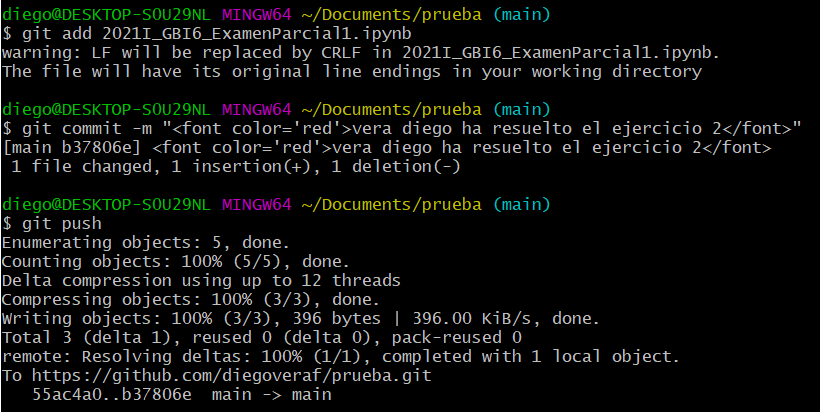 diego@DESKTOP-SOU29NL MINGW64 ~/Documents/prueba (main)
$ git add 2021I_GBI6_ExamenParcial1.ipynb
warning: LF will be replaced by CRLF in 2021I_GBI6_ExamenParcial1.ipynb.
The file will have its original line endings in your working directory
diego@DESKTOP-SOU29NL MINGW64 ~/Documents/prueba (main)
$ git commit -m "<font color='red'>vera diego ha resuelto el ejercicio 2</font>"
[main b37806e] <font color='red'>vera diego ha resuelto el ejercicio 2</font>
 1 file changed, 1 insertion(+), 1 deletion(-)
diego@DESKTOP-SOU29NL MINGW64 ~/Documents/prueba (main)
$ git push
Enumerating objects: 5, done.
Counting objects: 100% (5/5), done.
Delta compression using up to 12 threads
Compressing objects: 100% (3/3), done.
Writing objects: 100% (3/3), 396 bytes | 396.00 KiB/s, done.
Total 3 (delta 1), reused 0 (delta 0), pack-reused 0
remote: Resolving deltas: 100% (1/1), completed with 1 local object.
To https://github.com/diegoveraf/prueba.git
   55ac4a0..b37806e  main -> main